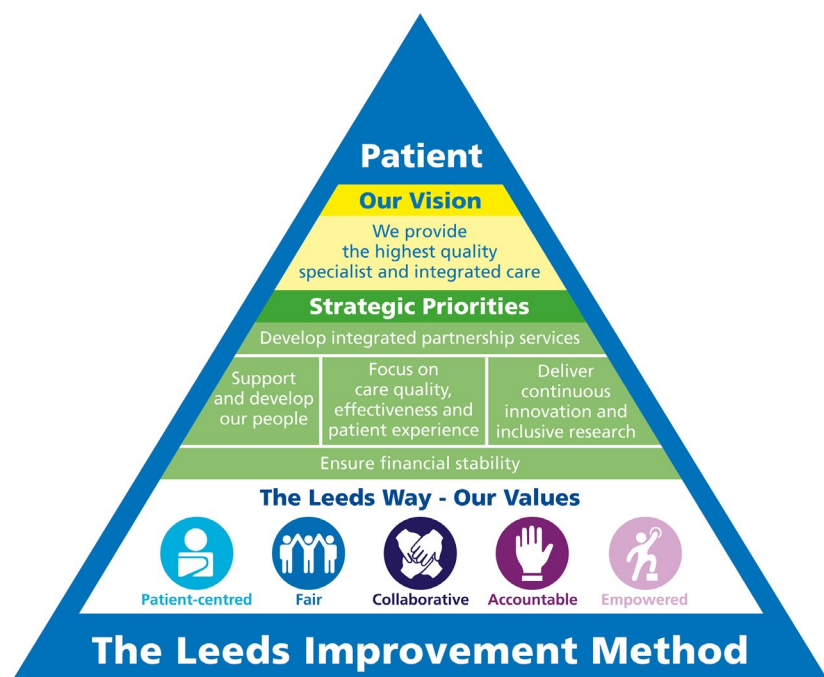 Patient
Our Vision
We provide
the highest quality
specialist and integrated care
Strategic Priorities
Develop integrated partnership services
Support
and develop
our people
Focus on
care quality,
effectiveness and
patient experience
Deliver
continuous
innovation and
inclusive research
Ensure financial stability
The Leeds Way - Our Values
Patient-centred
Fair
Collaborative
Accountable
Empowered
The Leeds Improvement Method